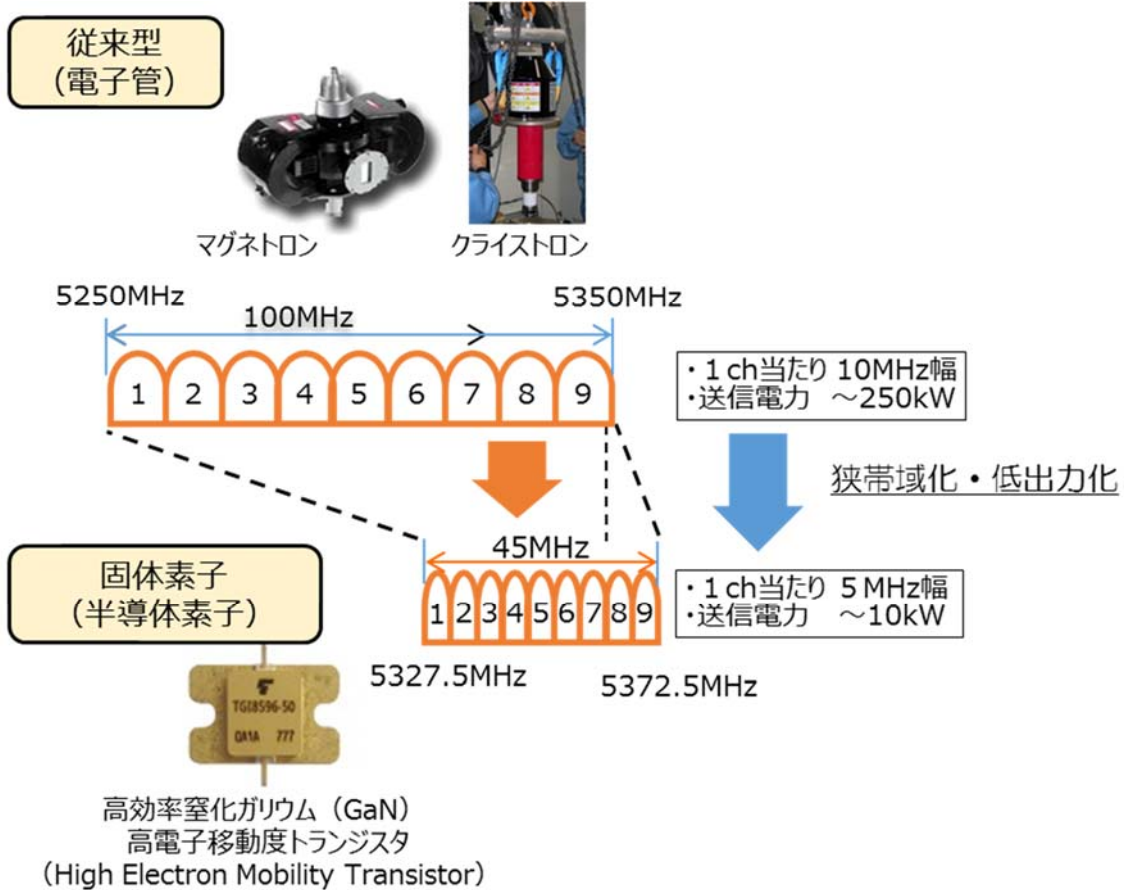 従来型
(電子管)
マグネトロン
クライストロン
5250MHz
5350MHz
100MHz
1 2 3 4 5 6 7 8 9
・1ch当たり 10MHz幅
・送信電力 ～250kW
狭帯域化・低出力化
45MHz
1 2 3 4 5 6 7 8 9
・1ch当たり 5MHz幅
・送信電力 ～10kW
5327.5MHz
5372.5MHz
固体素子
(半導体素子)
TGI8596-50
QA1A 777
高効率窒化ガリウム (GaN)
高電子移動度トランジスタ
(High Electron Mobility Transistor)